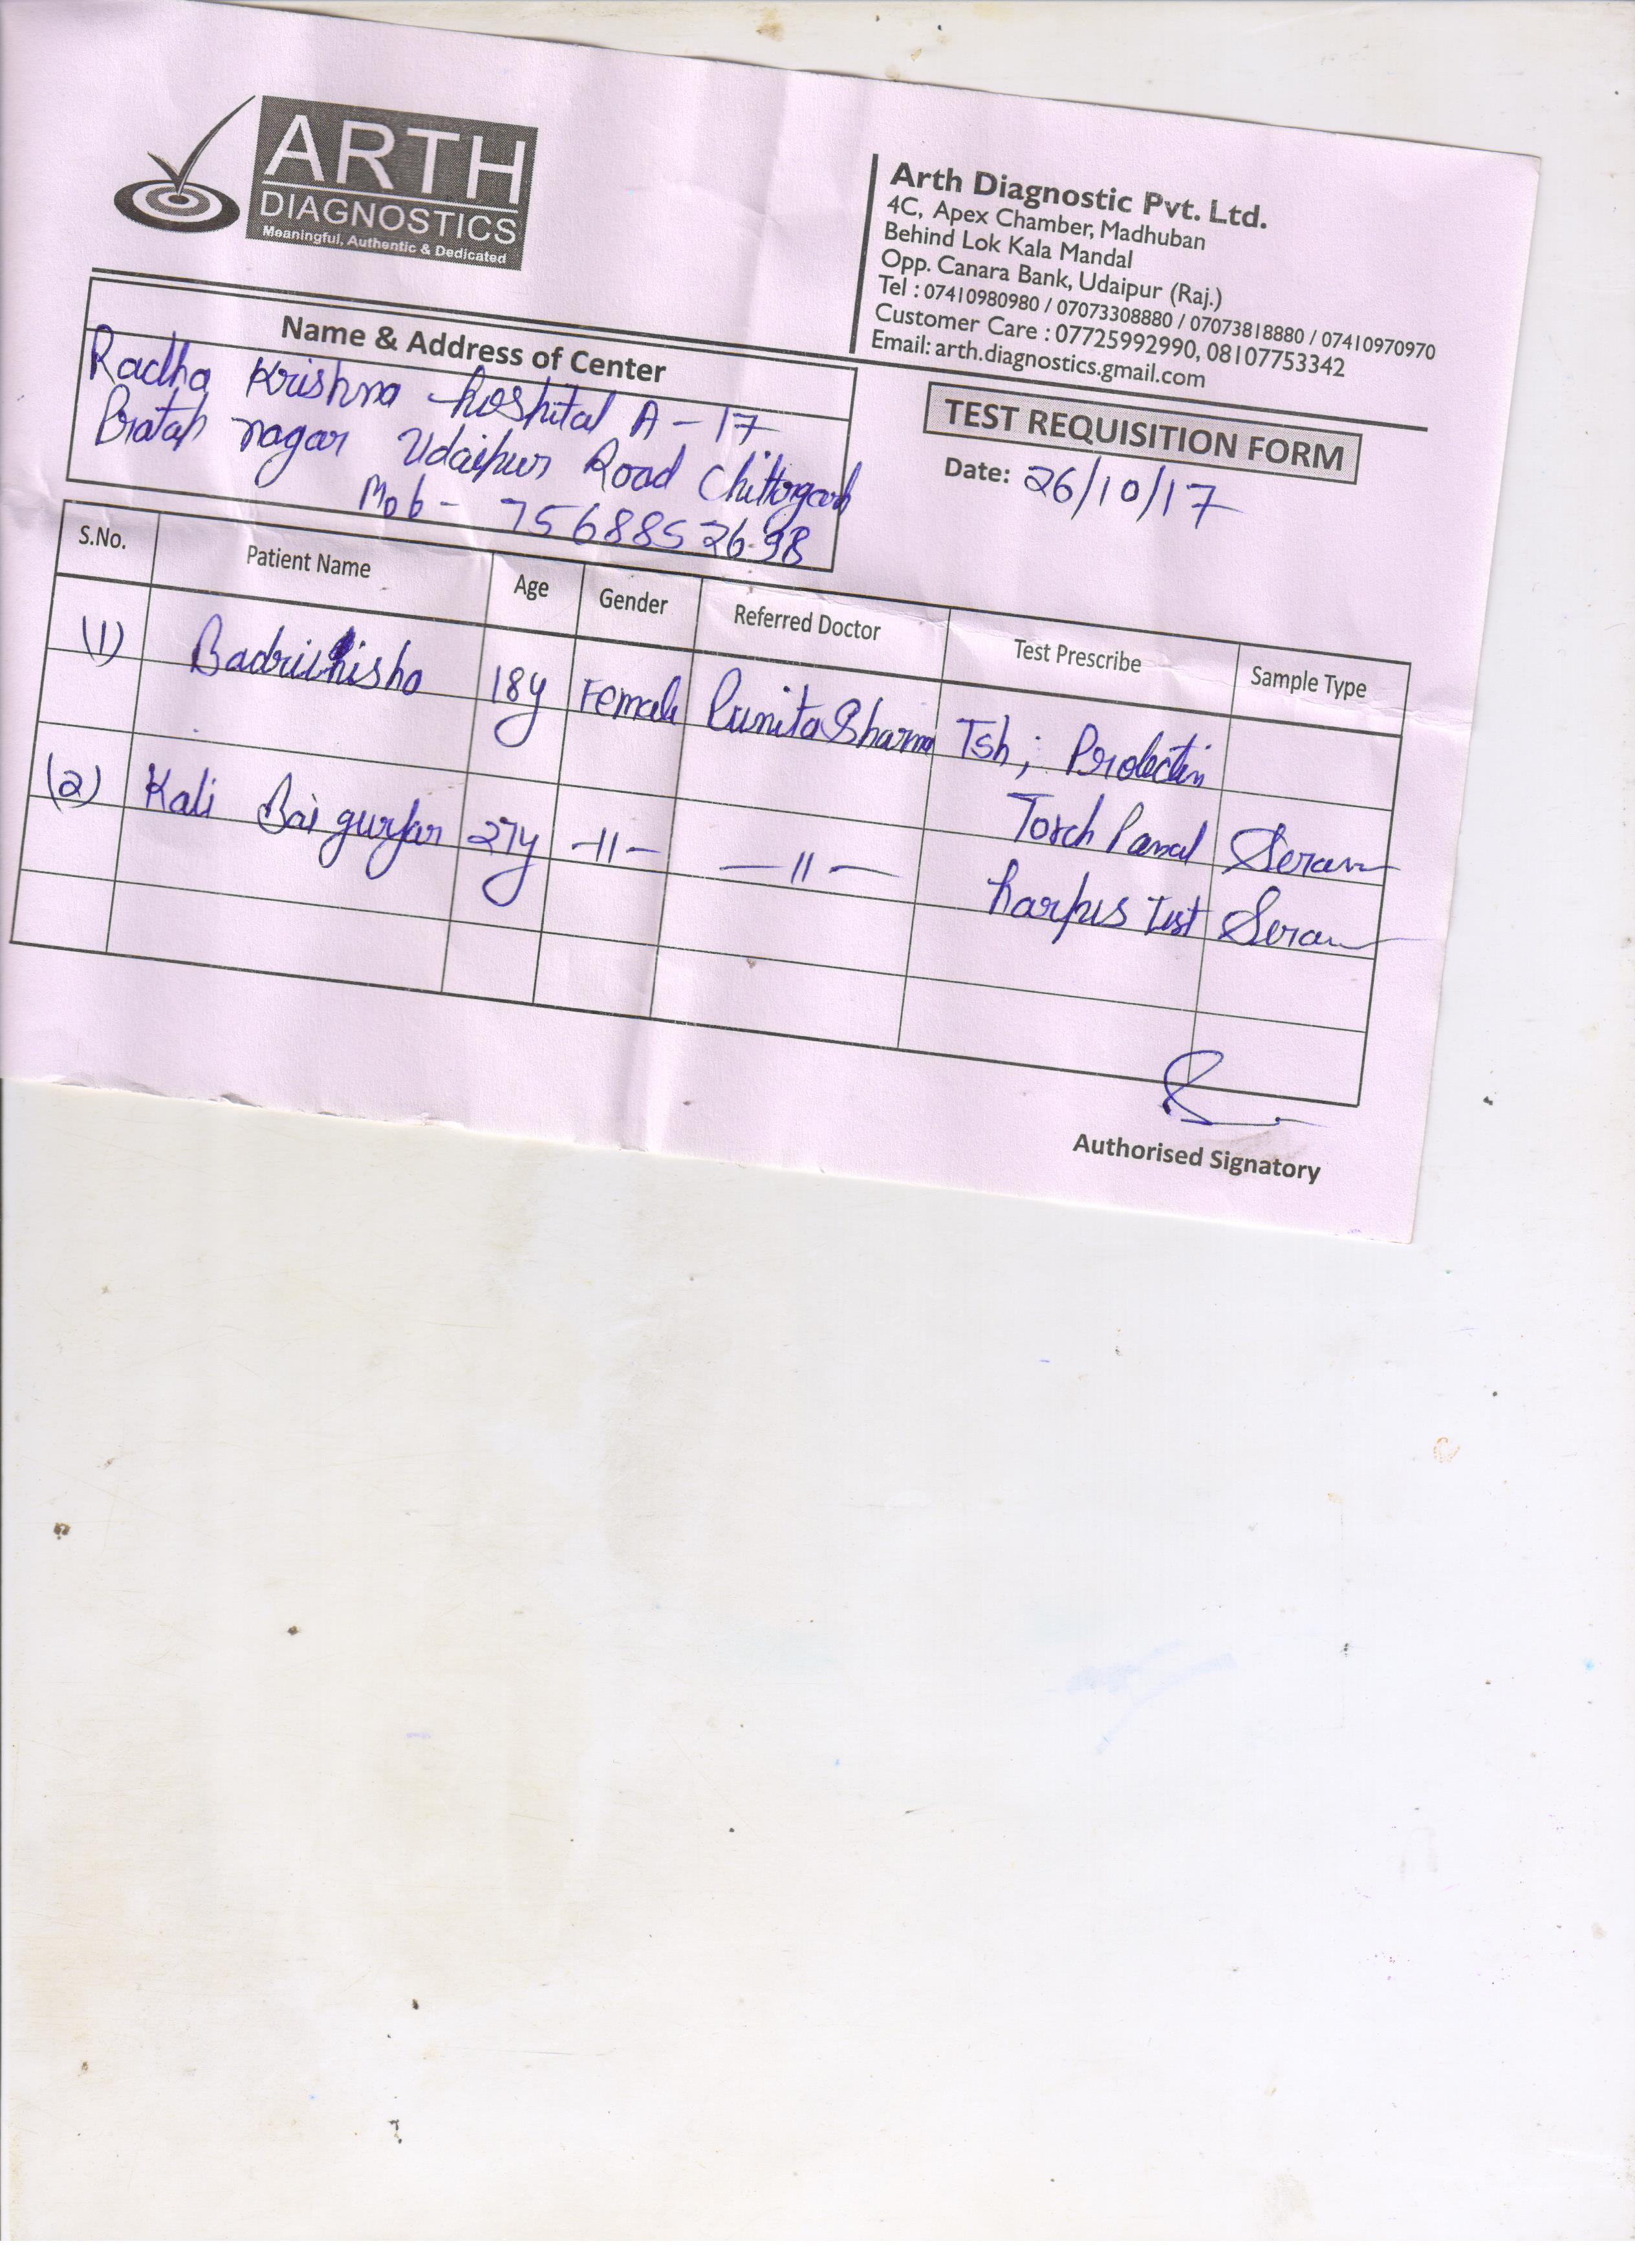 ARTH
DIAGNOSTICS
Meaningful, Authentic & Dedicated
Arth Diagnostic Pvt. Ltd.
4C, Apex Chamber, Madhuban
Behind Lok Kala Mandal
Opp. Canara Bank, Udaipur (Raj.)
Tel : 07410980980 / 07073308880 / 07073818880 / 07410970970
Customer Care : 07725992990, 08107753342
Email: arth.diagnostics.gmail.com
Name & Address of Center
Radha Krishna hospital A - 17
Pratap nagar Udaipur Road Chittorgarh
Mob - 7568852698
TEST REQUISITION FORM
Date: 26/10/17
S.No. Patient Name Age Gender Referred Doctor Test Prescribe Sample Type
(1) 18y Female Punita Sharma Tsh ; Prolectin
(2) Kali Bai gurjar 27y -11- -11- Torch Panal Seram
harpis Test Seram
Authorised Signatory